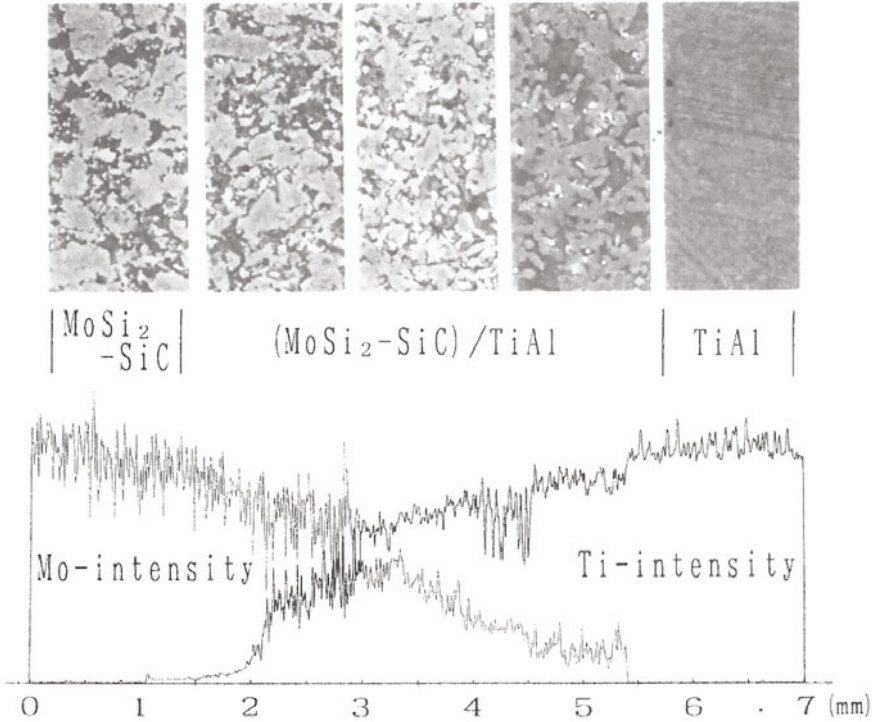 MoSi₂
-SiC
(MoSi₂-SiC)/TiAl
TiAl
Mo-intensity
Ti-intensity
0 1 2 3 4 5 6 7 (mm)